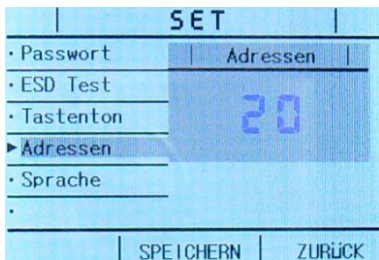 SET
Passwort
Adressen
ESD Test
20
Tastenton
Adressen
Sprache
SPEICHERN
ZURÜCK